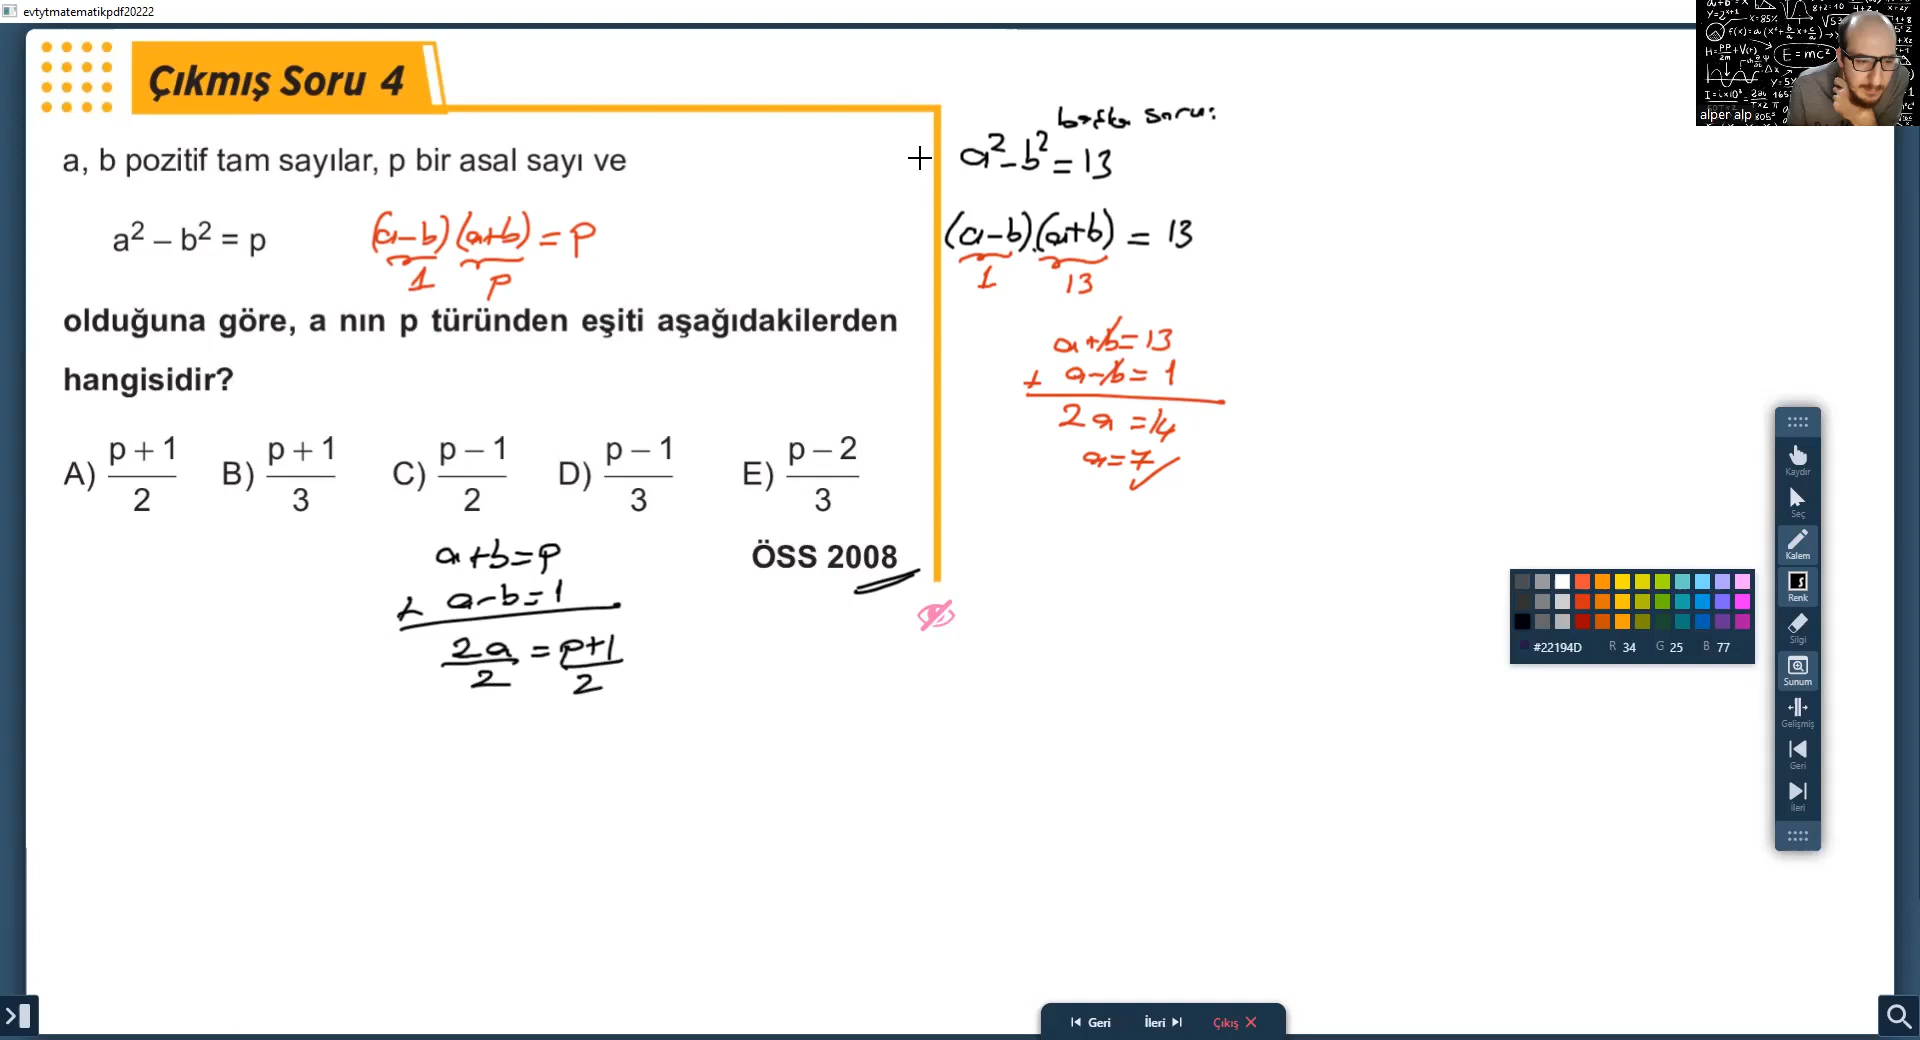 evtytmatematikpdf20222
Çıkmış Soru 4
a, b pozitif tam sayılar, p bir asal sayı ve
a² – b² = p
(a-b)(a+b) = P
1
P
olduğuna göre, a nın p türünden eşiti aşağıdakilerden
hangisidir?
A) p + 1 / 2 B) p + 1 / 3 C) p – 1 / 2 D) p – 1 / 3 E) p – 2 / 3
ÖSS 2008
a+b=P
+ a-b=1
2a/2 = P+1/2
başka soru:
a²-b² = 13
(a-b).(a+b) = 13
1
13
a+b=13
+ a-b=1
2a=14
a=7
alper alp
E = mc²
Kaydır
Seç
Kalem
Renk
Silgi
Sunum
Gelişmiş
Geri
İleri
#22194D R 34 G 25 B 77
Geri İleri Çıkış